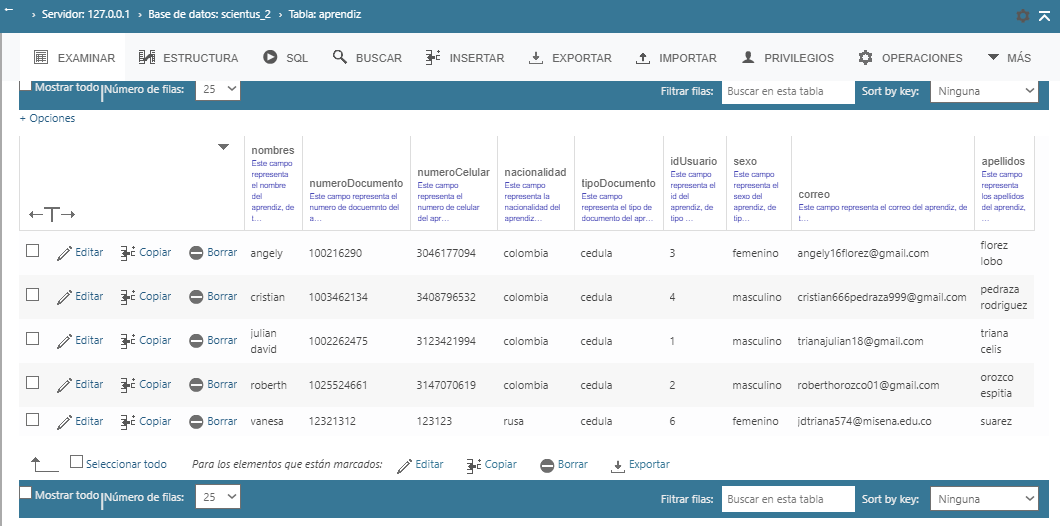 ← › Servidor: 127.0.0.1 › Base de datos: scientus_2 › Tabla: aprendiz
EXAMINAR ESTRUCTURA SQL BUSCAR INSERTAR EXPORTAR IMPORTAR PRIVILEGIOS OPERACIONES MÁS
Mostrar todo Número de filas: 25 Filtrar filas: Buscar en esta tabla Sort by key: Ninguna
+ Opciones
←T→
nombres
Este campo
representa
el nombre
del
aprendiz, de
t...
numeroDocumento
Este campo representa el
numero de docuemnto del
a...
numeroCelular
Este campo
representa el
numero de celular
del apr...
nacionalidad
Este campo
representa la
nacionalidad del
aprendiz...
tipoDocumento
Este campo
representa el tipo de
documento del apr...
idUsuario
Este campo
representa el
id del
aprendiz, de
tipo ...
sexo
Este campo
representa el
sexo del
aprendiz, de
tip...
correo
Este campo representa el correo del aprendiz, de
t...
apellidos
Este campo
representa
los apellidos
del
aprendiz,
...
Editar Copiar Borrar angely 100216290 3046177094 colombia cedula 3 femenino angely16florez@gmail.com florez
lobo
Editar Copiar Borrar cristian 1003462134 3408796532 colombia cedula 4 masculino cristian666pedraza999@gmail.com pedraza
rodriguez
Editar Copiar Borrar julian
david 1002262475 3123421994 colombia cedula 1 masculino trianajulian18@gmail.com triana
celis
Editar Copiar Borrar roberth 1025524661 3147070619 colombia cedula 2 masculino roberthorozco01@gmail.com orozco
espitia
Editar Copiar Borrar vanesa 12321312 123123 rusa cedula 6 femenino jdtriana574@misena.edu.co suarez
Seleccionar todo Para los elementos que están marcados: Editar Copiar Borrar Exportar
Mostrar todo Número de filas: 25 Filtrar filas: Buscar en esta tabla Sort by key: Ninguna